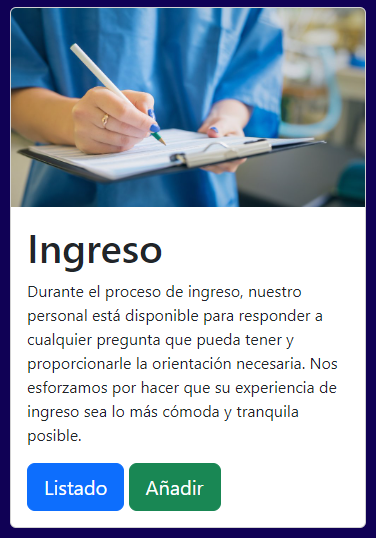 Ingreso
Durante el proceso de ingreso, nuestro
personal está disponible para responder a
cualquier pregunta que pueda tener y
proporcionarle la orientación necesaria. Nos
esforzamos por hacer que su experiencia de
ingreso sea lo más cómoda y tranquila
posible.
Listado Añadir